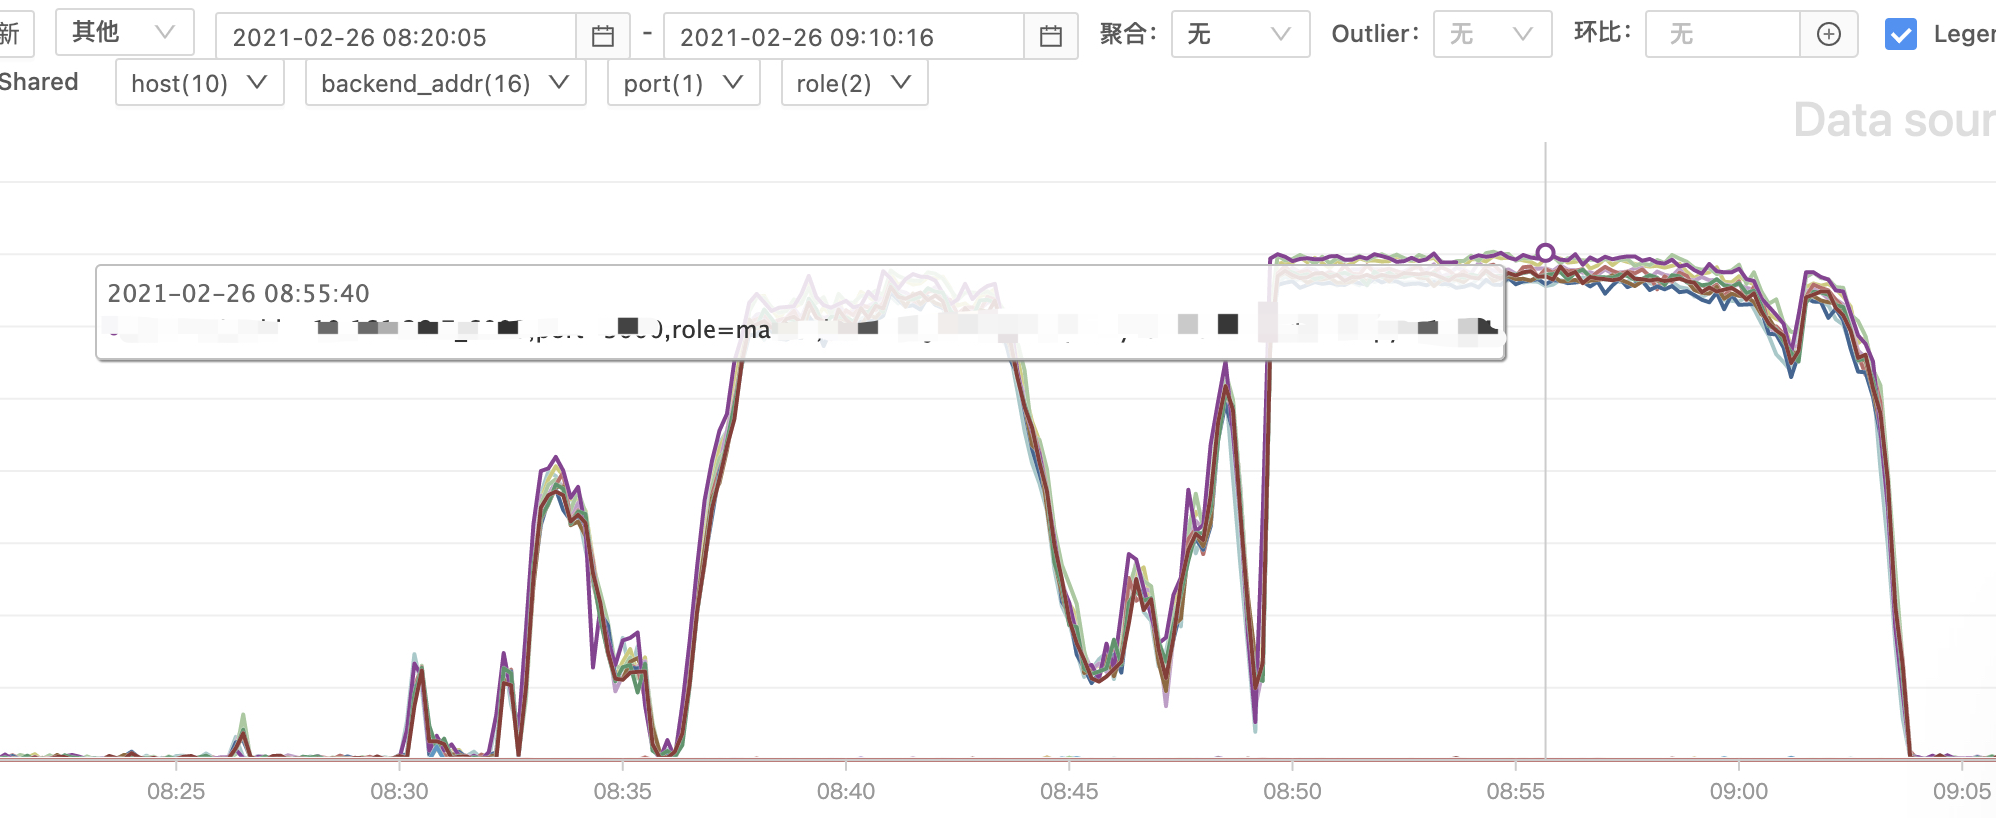 新 其他 2021-02-26 08:20:05 - 2021-02-26 09:10:16 聚合： 无 Outlier： 无 环比： 无 Leger
Shared host(10) backend_addr(16) port(1) role(2)
Data sour
2021-02-26 08:55:40
,role=ma
08:25 08:30 08:35 08:40 08:45 08:50 08:55 09:00 09:05